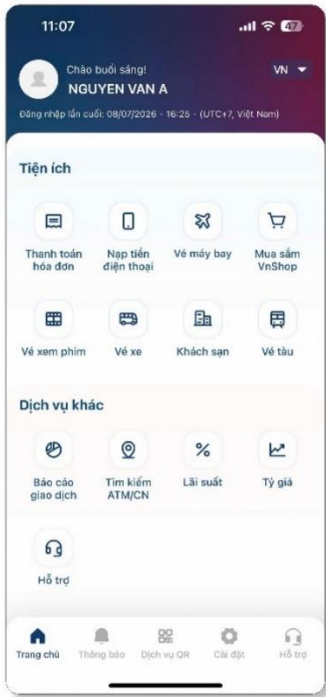 11:07
47
Chào buổi sáng!
VN
NGUYEN VAN A
Đăng nhập lần cuối: 08/07/2026 - 16:25 - (UTC+7, Việt Nam)
Tiện ích
Thanh toán hóa đơn
Nạp tiền điện thoại
Vé máy bay
Mua sắm VnShop
Vé xem phim
Vé xe
Khách sạn
Vé tàu
Dịch vụ khác
Báo cáo giao dịch
Tìm kiếm ATM/CN
Lãi suất
Tỷ giá
Hỗ trợ
Trang chủ
Thông báo
Dịch vụ QR
Cài đặt
Hỗ trợ